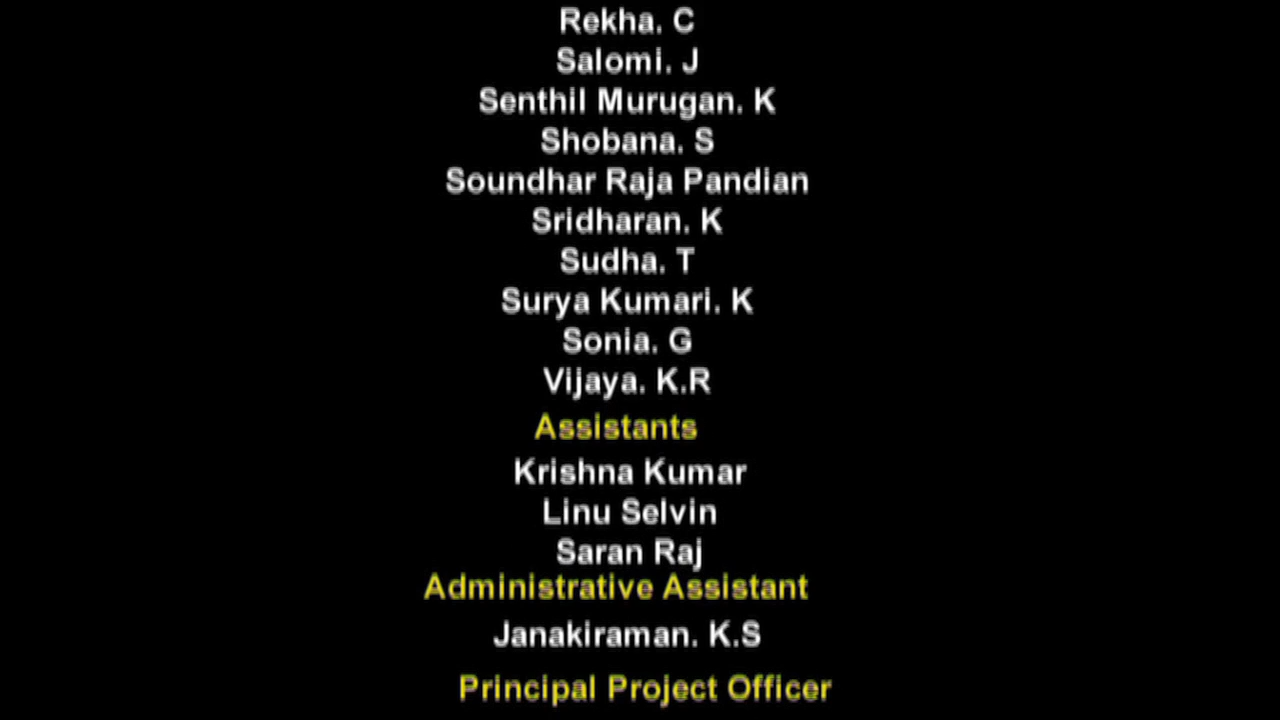 Rekha. C
Salomi. J
Senthil Murugan. K
Shobana. S
Soundhar Raja Pandian
Sridharan. K
Sudha. T
Surya Kumari. K
Sonia. G
Vijaya. K.R
Assistants
Krishna Kumar
Linu Selvin
Saran Raj
Administrative Assistant
Janakiraman. K.S
Principal Project Officer